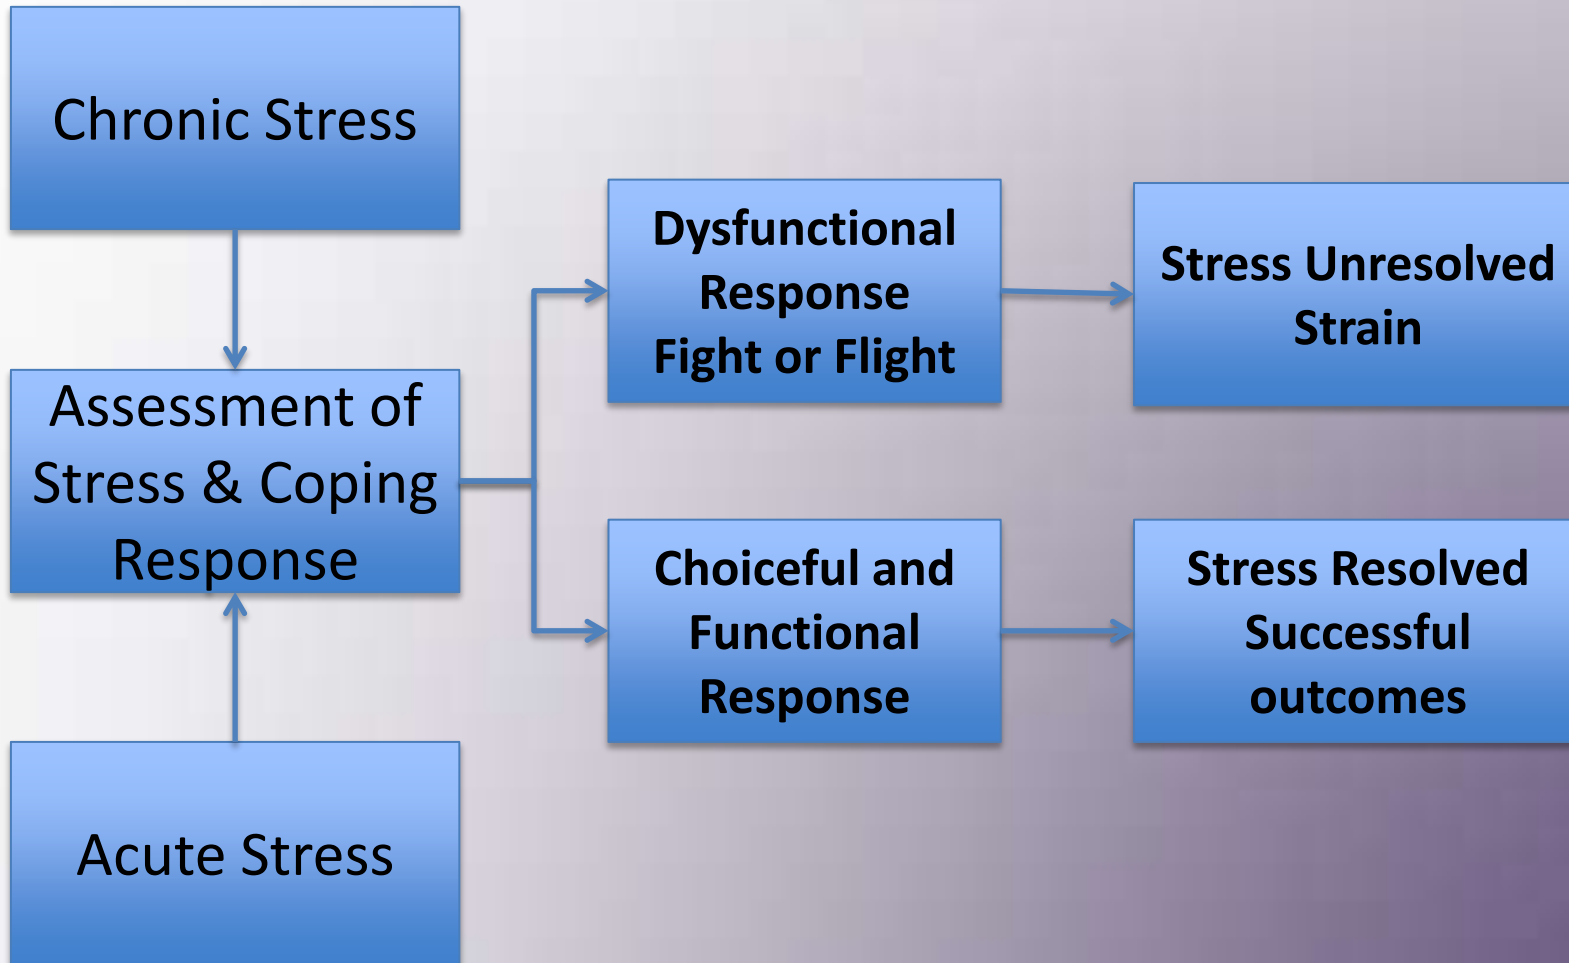 Chronic Stress
Assessment of
Stress & Coping
Response
Acute Stress
Dysfunctional
Response
Fight or Flight
Stress Unresolved
Strain
Choiceful and
Functional
Response
Stress Resolved
Successful
outcomes